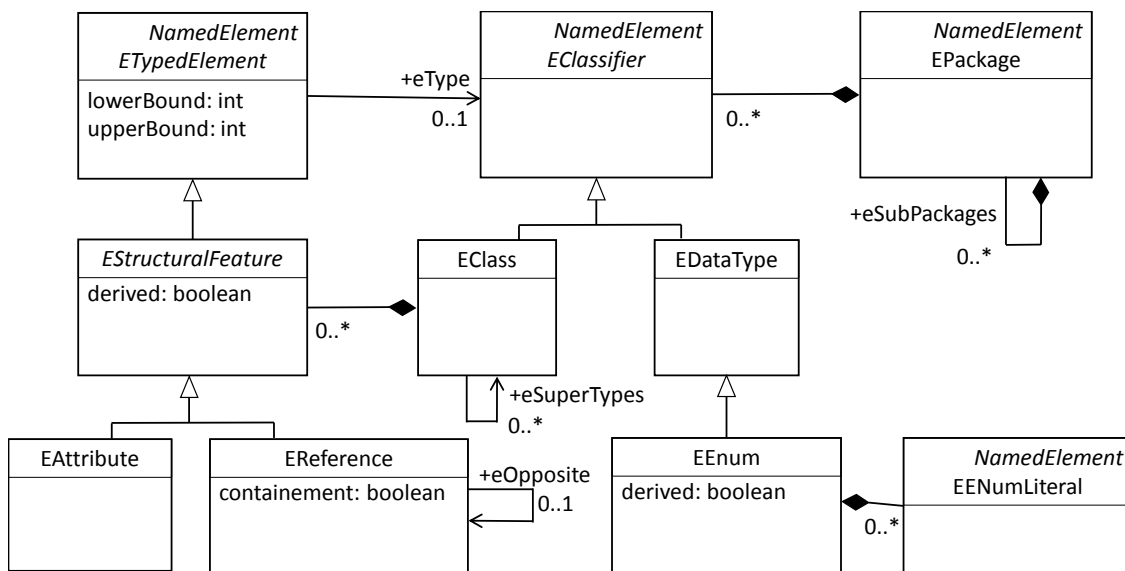 NamedElement
ETypedElement
lowerBound: int
upperBound: int
+eType
0..1
NamedElement
EClassifier
0..*
NamedElement
EPackage
+eSubPackages
0..*
EStructuralFeature
derived: boolean
0..*
EClass
+eSuperTypes
0..*
EDataType
EAttribute
EReference
containement: boolean
+eOpposite
0..1
EEnum
derived: boolean
0..*
NamedElement
EENumLiteral